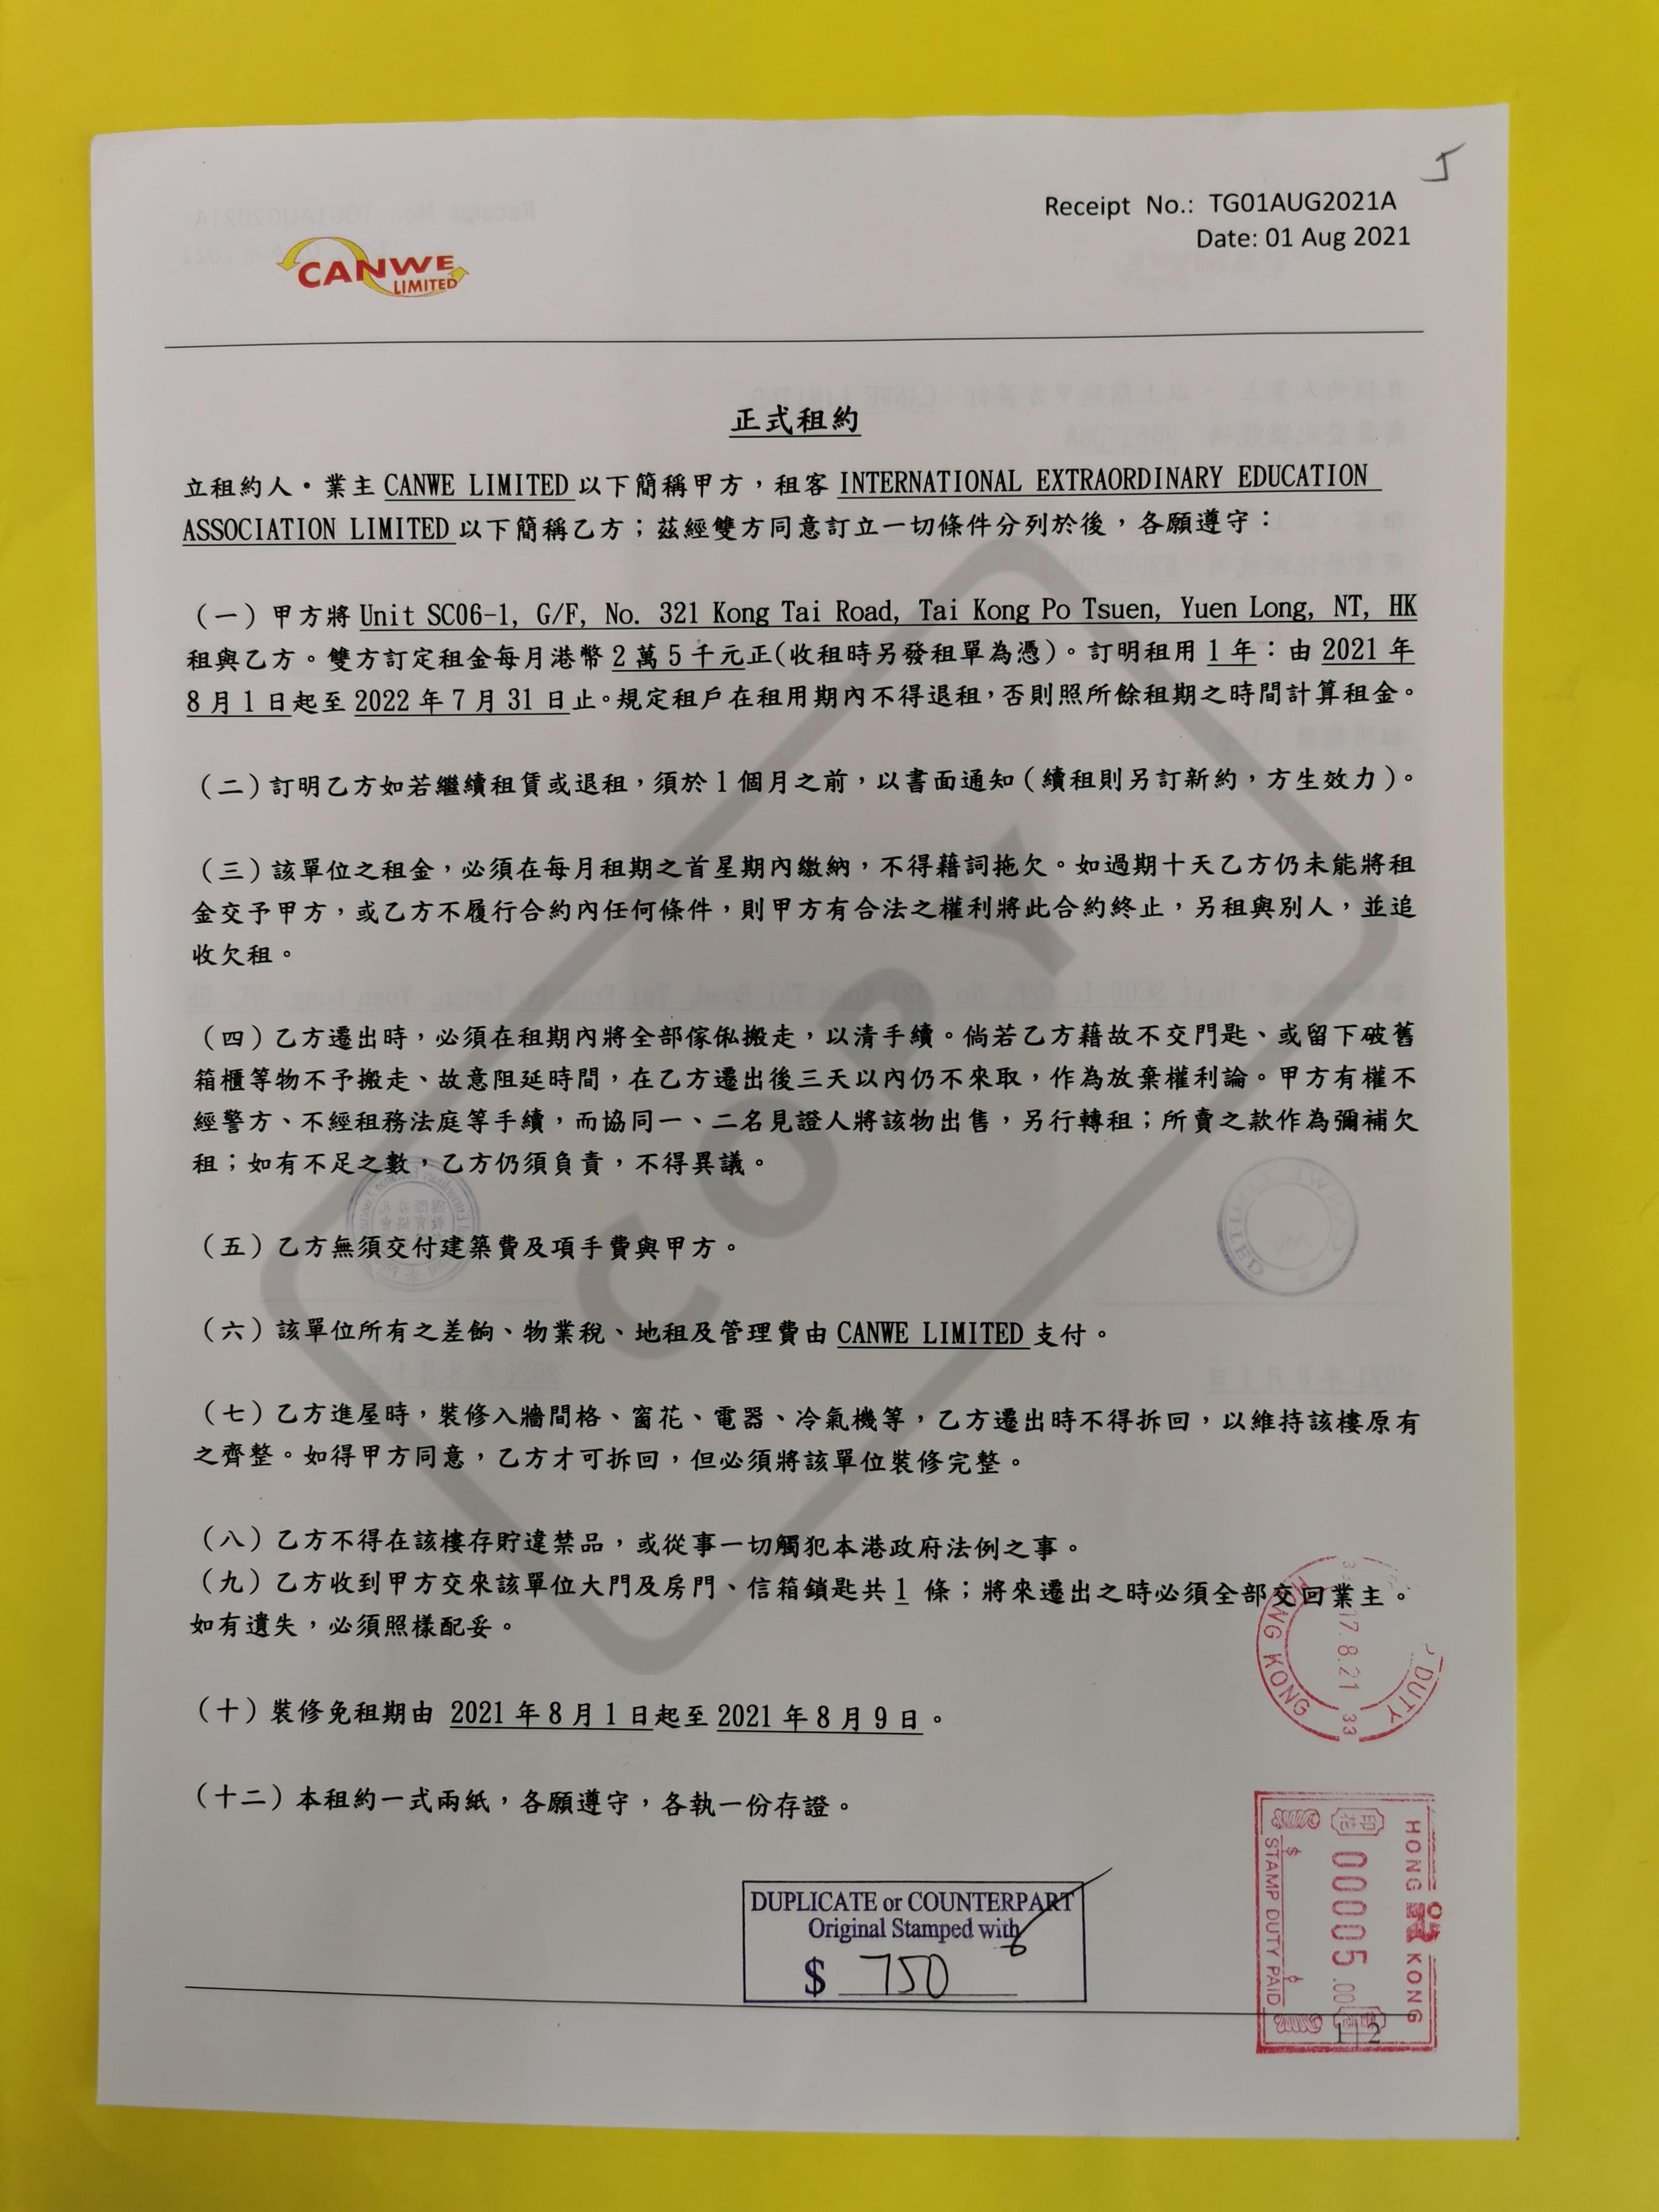 Receipt No.: TG01AUG2021A
Date: 01 Aug 2021
CANWE
LIMITED
正式租約
立租約人・業主 CANWE LIMITED 以下簡稱甲方，租客 INTERNATIONAL EXTRAORDINARY EDUCATION
ASSOCIATION LIMITED 以下簡稱乙方；茲經雙方同意訂立一切條件分列於後，各願遵守：
（一）甲方將 Unit SC06-1, G/F, No. 321 Kong Tai Road, Tai Kong Po Tsuen, Yuen Long, NT, HK
租與乙方。雙方訂定租金每月港幣 2 萬 5 千元正(收租時另發租單為憑)。訂明租用 1 年：由 2021 年
8 月 1 日起至 2022 年 7 月 31 日止。規定租戶在租用期內不得退租，否則照所餘租期之時間計算租金。
（二）訂明乙方如若繼續租賃或退租，須於 1 個月之前，以書面通知（續租則另訂新約，方生效力）。
（三）該單位之租金，必須在每月租期之首星期內繳納，不得藉詞拖欠。如過期十天乙方仍未能將租
金交予甲方，或乙方不履行合約內任何條件，則甲方有合法之權利將此合約終止，另租與別人，並追
收欠租。
（四）乙方遷出時，必須在租期內將全部傢俬搬走，以清手續。倘若乙方藉故不交門匙、或留下破舊
箱櫃等物不予搬走、故意阻延時間，在乙方遷出後三天以內仍不來取，作為放棄權利論。甲方有權不
經警方、不經租務法庭等手續，而協同一、二名見證人將該物出售，另行轉租；所賣之款作為彌補欠
租；如有不足之數，乙方仍須負責，不得異議。
（五）乙方無須交付建築費及項手費與甲方。
（六）該單位所有之差餉、物業稅、地租及管理費由 CANWE LIMITED 支付。
（七）乙方進屋時，裝修入牆間格、窗花、電器、冷氣機等，乙方遷出時不得拆回，以維持該樓原有
之齊整。如得甲方同意，乙方才可拆回，但必須將該單位裝修完整。
（八）乙方不得在該樓存貯違禁品，或從事一切觸犯本港政府法例之事。
（九）乙方收到甲方交來該單位大門及房門、信箱鎖匙共 1 條；將來遷出之時必須全部交回業主。
如有遺失，必須照樣配妥。
（十）裝修免租期由 2021 年 8 月 1 日起至 2021 年 8 月 9 日。
（十二）本租約一式兩紙，各願遵守，各執一份存證。
COPY
HONG KONG
17.8.21
33
DUTY
DUPLICATE or COUNTERPART
Original Stamped with
$ 750
HONG KONG
印花
00005.00
STAMP DUTY PAID
1|2